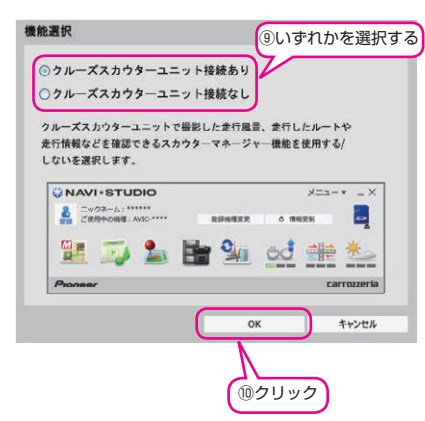 機能選択
⑨いずれかを選択する
クルーズスカウターユニット接続あり
クルーズスカウターユニット接続なし
クルーズスカウターユニットで撮影した走行風景、走行したルートや
走行情報などを確認できるスカウターマネージャー機能を使用する/
しないを選択します。
NAVI*STUDIO
メニュー
登録
ニックネーム：******
ご使用中の機種：AVIC-****
登録機種変更
情報更新
Pioneer
carrozzeria
OK
キャンセル
⑩クリック